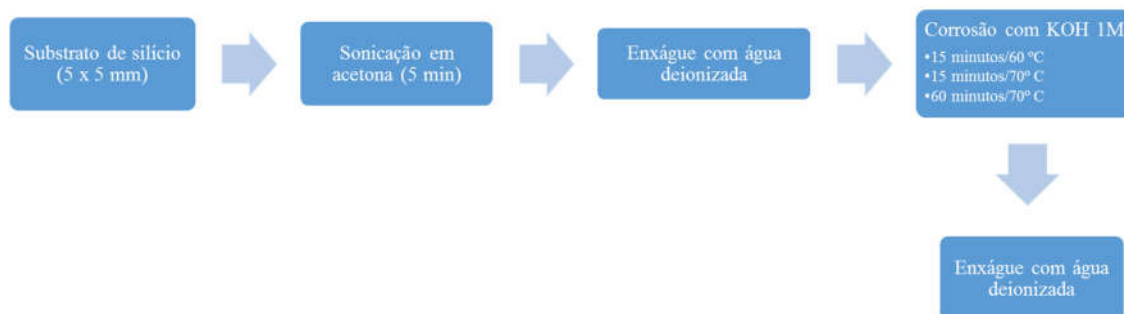 Substrato de silício
(5 x 5 mm)
Sonicação em
acetona (5 min)
Enxágue com água
deionizada
Corrosão com KOH 1M
•15 minutos/60 ºC
•15 minutos/70º C
•60 minutos/70º C
Enxágue com água
deionizada